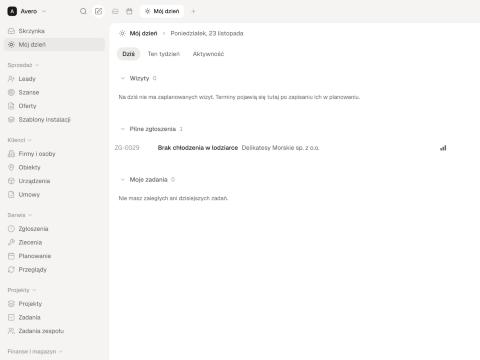 A Avero
Mój dzień
Skrzynka
Mój dzień
Mój dzień › Poniedziałek, 23 listopada
Dziś Ten tydzień Aktywność
Sprzedaż
Leady
Szanse
Oferty
Szablony instalacji
Wizyty 0
Na dziś nie ma zaplanowanych wizyt. Terminy pojawią się tutaj po zapisaniu ich w planowaniu.
Pilne zgłoszenia 1
ZG-0029 Brak chłodzenia w lodziarce Delikatesy Morskie sp. z o.o.
Moje zadania 0
Nie masz zaległych ani dzisiejszych zadań.
Klienci
Firmy i osoby
Obiekty
Urządzenia
Umowy
Serwis
Zgłoszenia
Zlecenia
Planowanie
Przeglądy
Projekty
Projekty
Zadania
Zadania zespołu
Finanse i magazyn